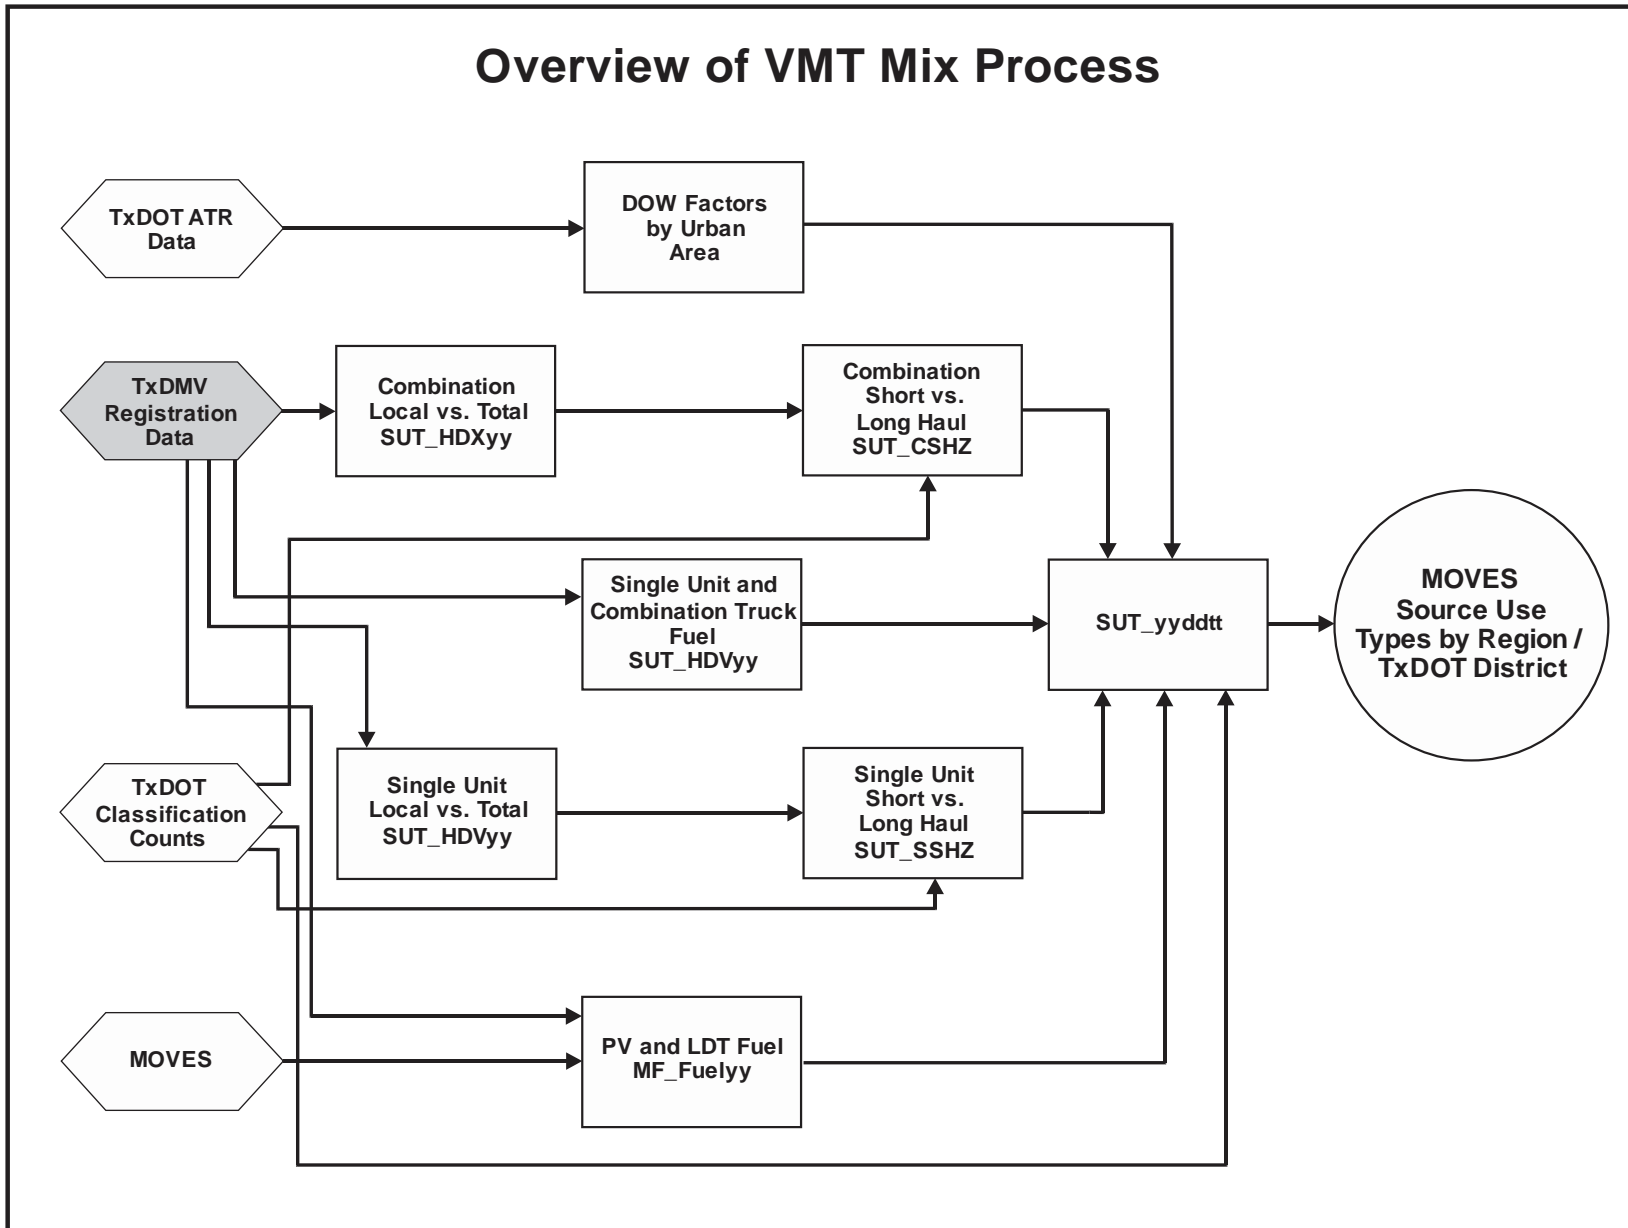 Overview of VMT Mix Process
TxDOT ATR
Data
DOW Factors
by Urban
Area
TxDMV
Registration
Data
Combination
Local vs. Total
SUT_HDXyy
Combination
Short vs.
Long Haul
SUT_CSHZ
Single Unit and
Combination Truck
Fuel
SUT_HDVyy
SUT_yyddtt
MOVES
Source Use
Types by Region /
TxDOT District
TxDOT
Classification
Counts
Single Unit
Local vs. Total
SUT_HDVyy
Single Unit
Short vs.
Long Haul
SUT_SSHZ
MOVES
PV and LDT Fuel
MF_Fuelyy